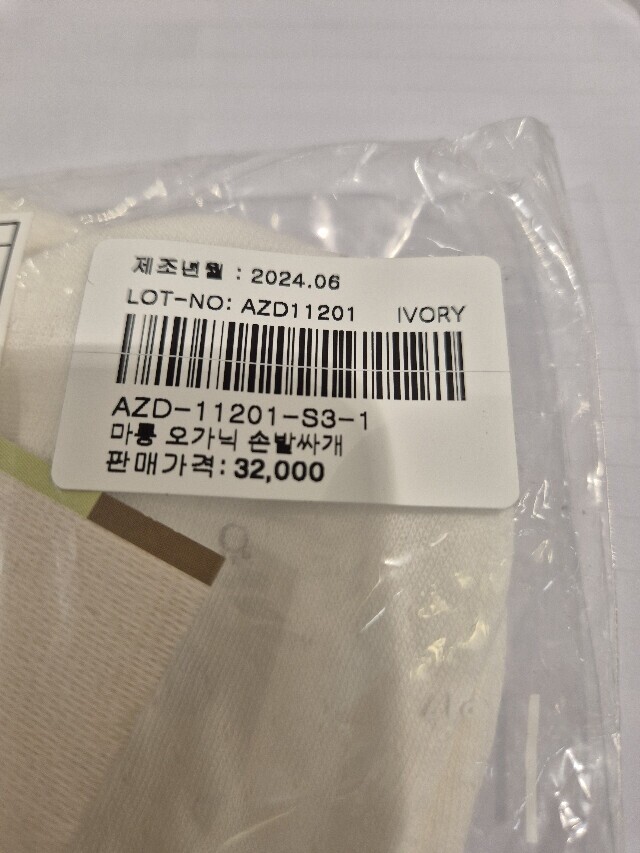 제조년월 : 2024.06
LOT-NO: AZD11201 IVORY
AZD-11201-S3-1
마롱 오가닉 손발싸개
판매가격: 32,000